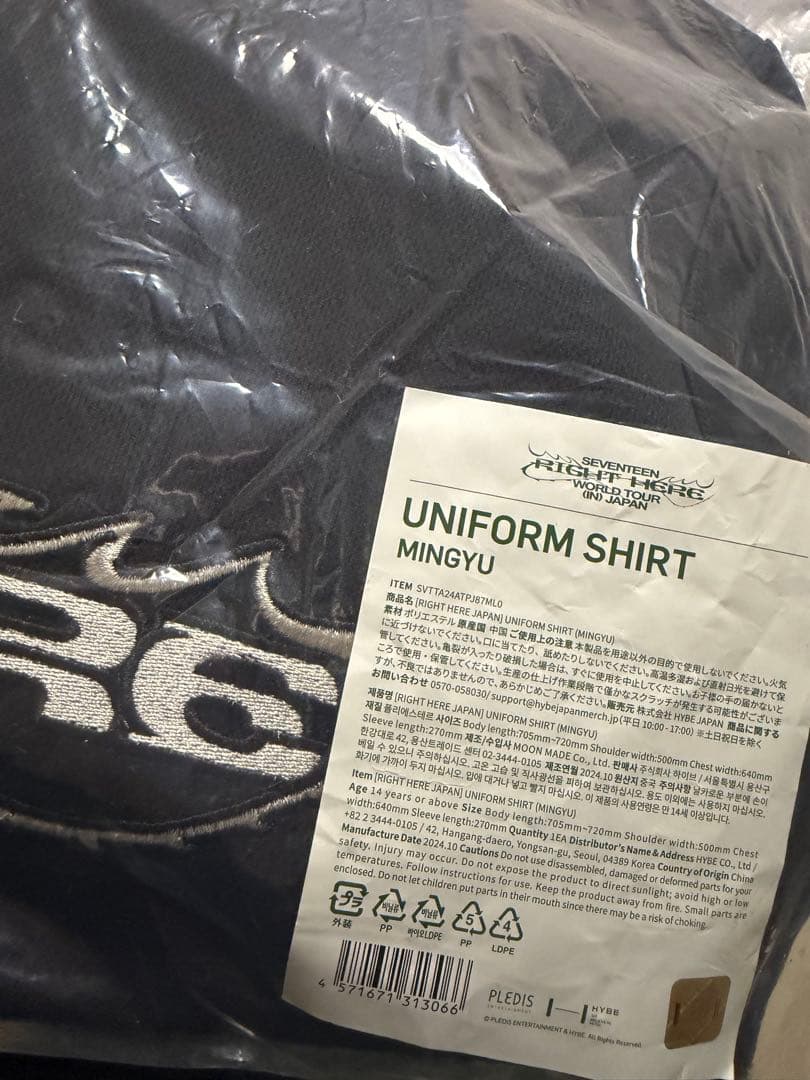 SEVENTEEN
RIGHT HERE
WORLD TOUR
(IN) JAPAN
UNIFORM SHIRT
MINGYU
ITEM SVTTA24ATPJ87ML0
商品名 [RIGHT HERE JAPAN] UNIFORM SHIRT (MINGYU)
素材 ポリエステル 原産国 中国 ご使用上の注意 本製品を用途以外の目的で使用しないでください。火気
に近づけないでください。口に当てたり、舐めたりしないでください。高温多湿および直射日光を避けて保
管してください。亀裂が入ったり破損した場合は、すぐに使用を中止してください。お子様の手の届かないと
ころで使用・保管してください。生産の仕上げ作業段階で僅かなスクラッチが発生する可能性がございま
すが、不良ではありませんので、あらかじめご了承ください。販売元 株式会社 HYBE JAPAN 商品に関する
お問い合わせ 0570-058030/ support@hybejapanmerch.jp (平日 10:00 - 17:00) ※土日祝日を除く
제품명 [RIGHT HERE JAPAN] UNIFORM SHIRT (MINGYU)
재질 폴리에스테르 사이즈 Body length:705mm~720mm Shoulder width:500mm Chest width:640mm
Sleeve length:270mm 제조/수입사 MOON MADE Co., Ltd. 판매사 주식회사 하이브 / 서울특별시 용산구
한강대로 42, 용산트레이드 센터 02-3444-0105 제조연월 2024.10 원산지 중국 주의사항 날카로운 부분에 손이
베일 수 있으니 주의하십시오. 고온 고습 및 직사광선을 피하여 보관하십시오. 용도 이외에는 사용하지 마십시오.
화기에 가까이 두지 마십시오. 입에 대거나 넣고 빨지 마십시오. 이 제품의 사용연령은 만 14세 이상입니다.
Item [RIGHT HERE JAPAN] UNIFORM SHIRT (MINGYU)
Age 14 years or above Size Body length:705mm~720mm Shoulder width:500mm Chest
width:640mm Sleeve length:270mm Quantity 1EA Distributor's Name & Address HYBE CO., Ltd /
+82 2 3444-0105 / 42, Hangang-daero, Yongsan-gu, Seoul, 04389 Korea Country of Origin China
Manufacture Date 2024.10 Cautions Do not use disassembled, damaged or deformed parts for your
safety. Injury may occur. Do not expose the product to direct sunlight; avoid high or low
temperatures. Follow instructions for use. Keep the product away from fire. Small parts are
enclosed. Do not let children put parts in their mouth since there may be a risk of choking.
プラ 비닐류 비닐류 5 4
外装 PP 바이오LDPE PP LDPE
4 571671 313066
PLEDIS
ENTERTAINMENT
HYBE
© PLEDIS ENTERTAINMENT & HYBE. All Rights Reserved.